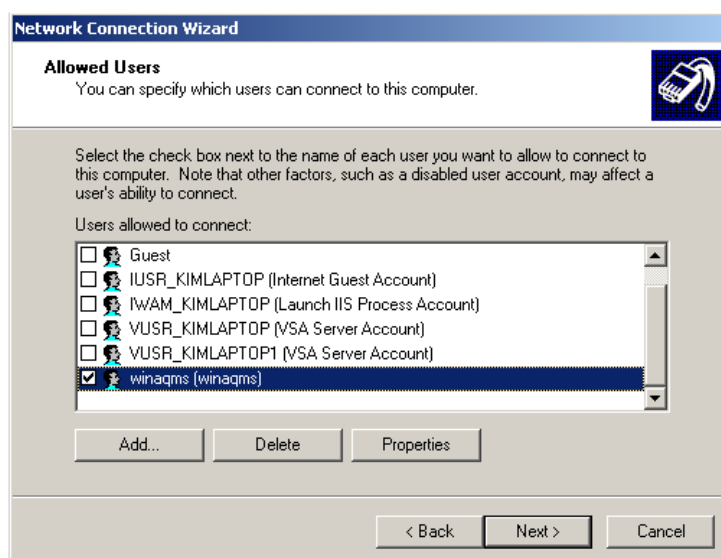 Network Connection Wizard
Allowed Users
You can specify which users can connect to this computer.
Select the check box next to the name of each user you want to allow to connect to
this computer. Note that other factors, such as a disabled user account, may affect a
user's ability to connect.
Users allowed to connect:
Guest
IUSR_KIMLAPTOP (Internet Guest Account)
IWAM_KIMLAPTOP (Launch IIS Process Account)
VUSR_KIMLAPTOP (VSA Server Account)
VUSR_KIMLAPTOP1 (VSA Server Account)
winaqms (winaqms)
Add... Delete Properties
< Back Next > Cancel